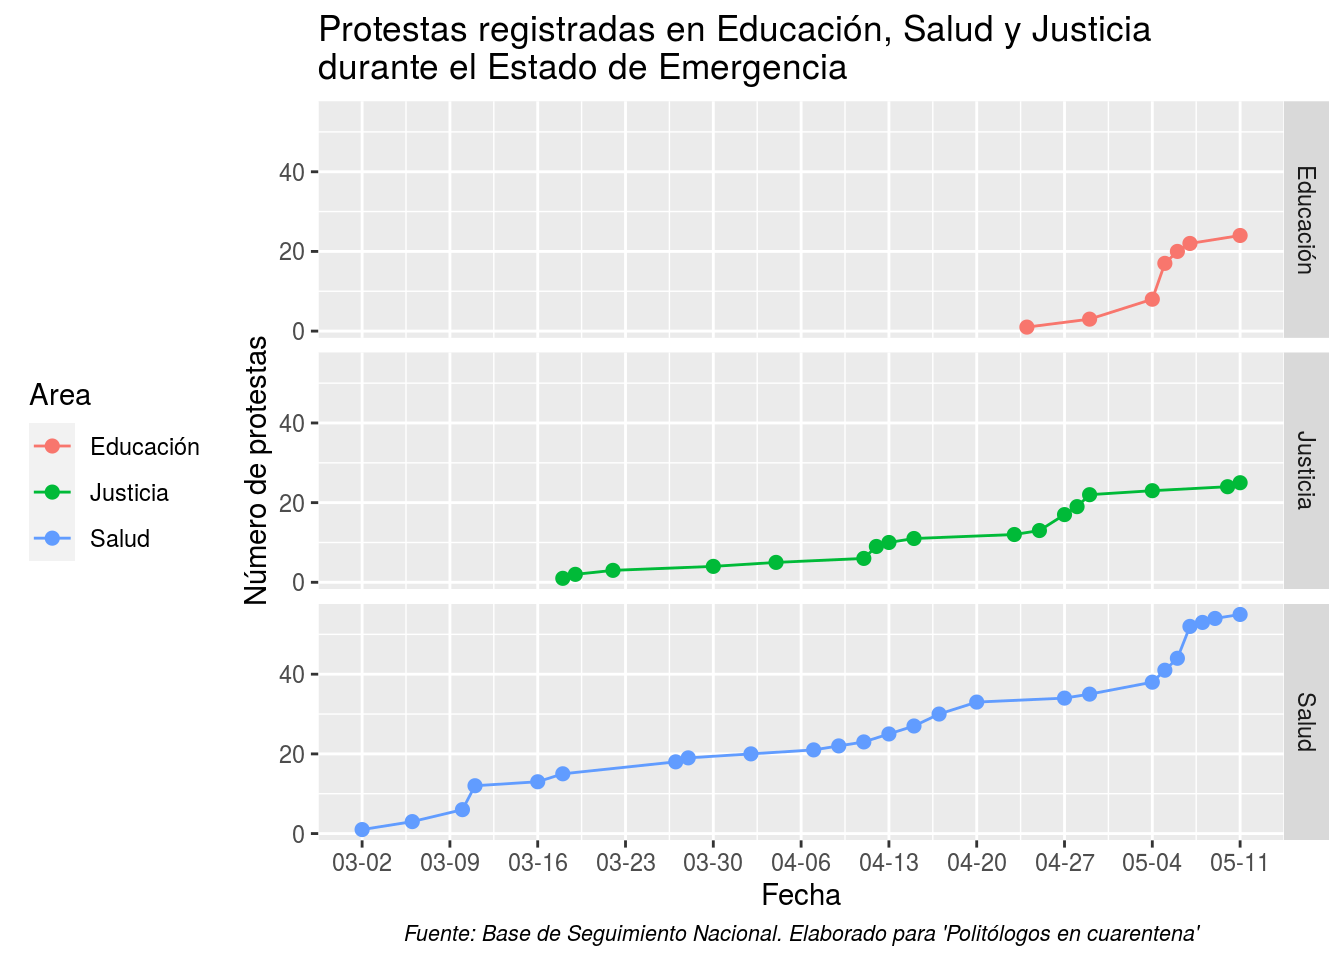 Protestas registradas en Educación, Salud y Justicia
durante el Estado de Emergencia
Area
Educación
Justicia
Salud
Número de protestas
40
20
0
Educación
40
20
0
Justicia
40
20
0
Salud
03-02 03-09 03-16 03-23 03-30 04-06 04-13 04-20 04-27 05-04 05-11
Fecha
Fuente: Base de Seguimiento Nacional. Elaborado para 'Politólogos en cuarentena'